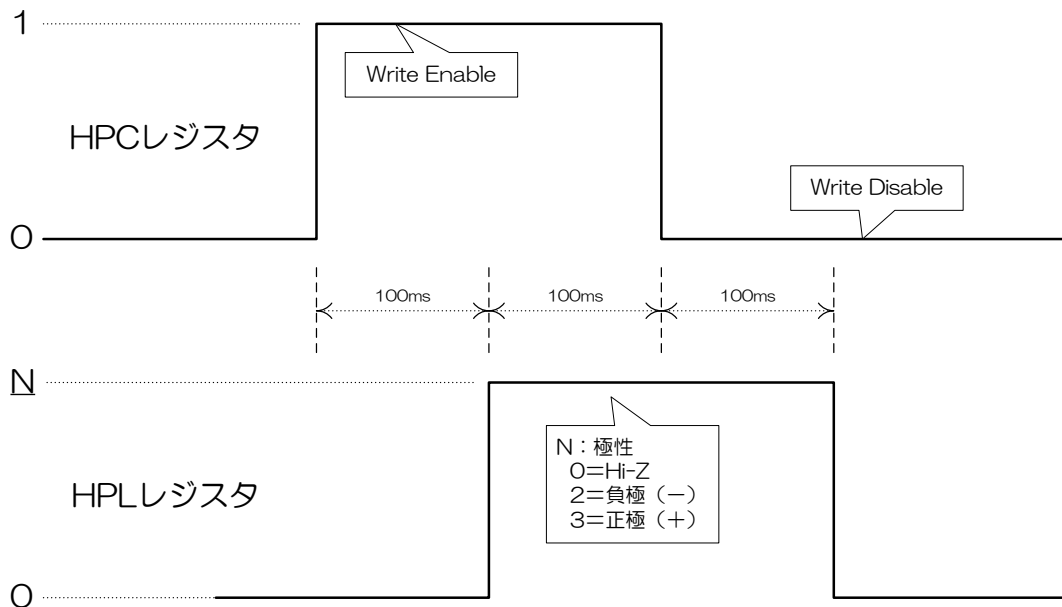 1
Write Enable
HPCレジスタ
Write Disable
0
100ms 100ms 100ms
N
N：極性
0=Hi-Z
2=負極（－）
3=正極（＋）
HPLレジスタ
0